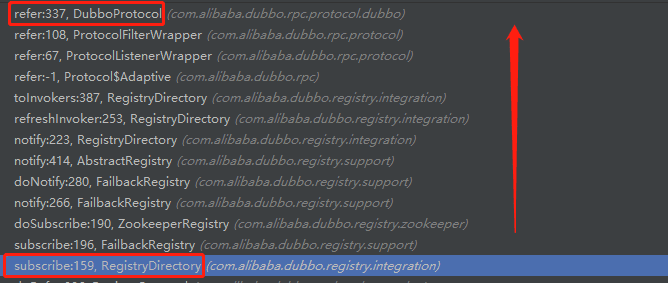 refer:337, DubboProtocol (com.alibaba.dubbo.rpc.protocol.dubbo)
refer:108, ProtocolFilterWrapper (com.alibaba.dubbo.rpc.protocol)
refer:67, ProtocolListenerWrapper (com.alibaba.dubbo.rpc.protocol)
refer:-1, Protocol$Adaptive (com.alibaba.dubbo.rpc)
toInvokers:387, RegistryDirectory (com.alibaba.dubbo.registry.integration)
refreshInvoker:253, RegistryDirectory (com.alibaba.dubbo.registry.integration)
notify:223, RegistryDirectory (com.alibaba.dubbo.registry.integration)
notify:414, AbstractRegistry (com.alibaba.dubbo.registry.support)
doNotify:280, FailbackRegistry (com.alibaba.dubbo.registry.support)
notify:266, FailbackRegistry (com.alibaba.dubbo.registry.support)
doSubscribe:190, ZookeeperRegistry (com.alibaba.dubbo.registry.zookeeper)
subscribe:196, FailbackRegistry (com.alibaba.dubbo.registry.support)
subscribe:159, RegistryDirectory (com.alibaba.dubbo.registry.integration)